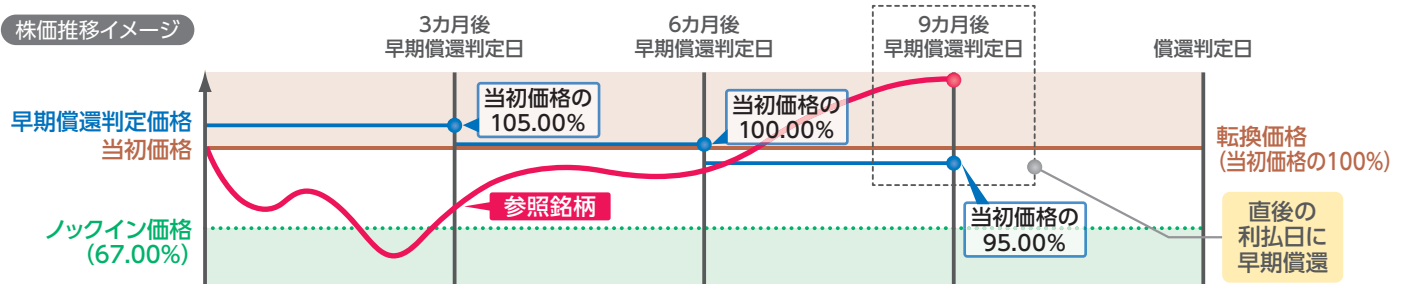 株価推移イメージ
3カ月後
早期償還判定日
6カ月後
早期償還判定日
9カ月後
早期償還判定日
償還判定日
早期償還判定価格
当初価格
ノックイン価格
(67.00%)
当初価格の
105.00%
当初価格の
100.00%
参照銘柄
当初価格の
95.00%
転換価格
(当初価格の100%)
直後の
利払日に
早期償還